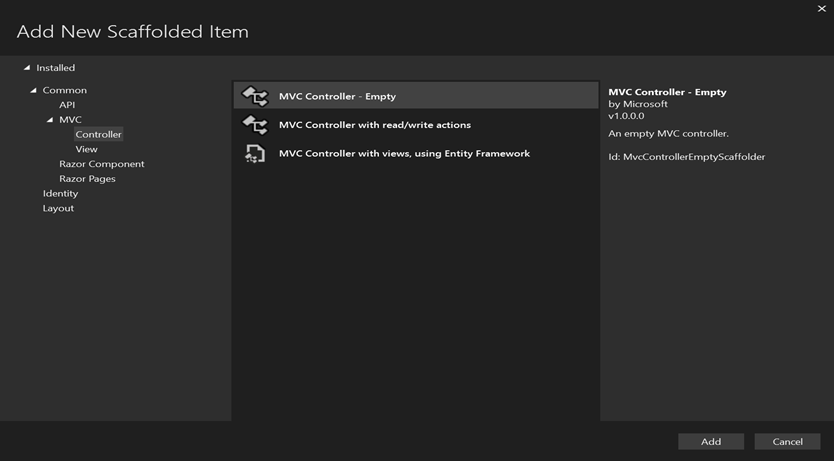 Add New Scaffolded Item
Installed
Common
API
MVC
Controller
View
Razor Component
Razor Pages
Identity
Layout
MVC Controller - Empty
MVC Controller with read/write actions
MVC Controller with views, using Entity Framework
MVC Controller - Empty
by Microsoft
v1.0.0.0
An empty MVC controller.
Id: MvcControllerEmptyScaffolder
Add
Cancel